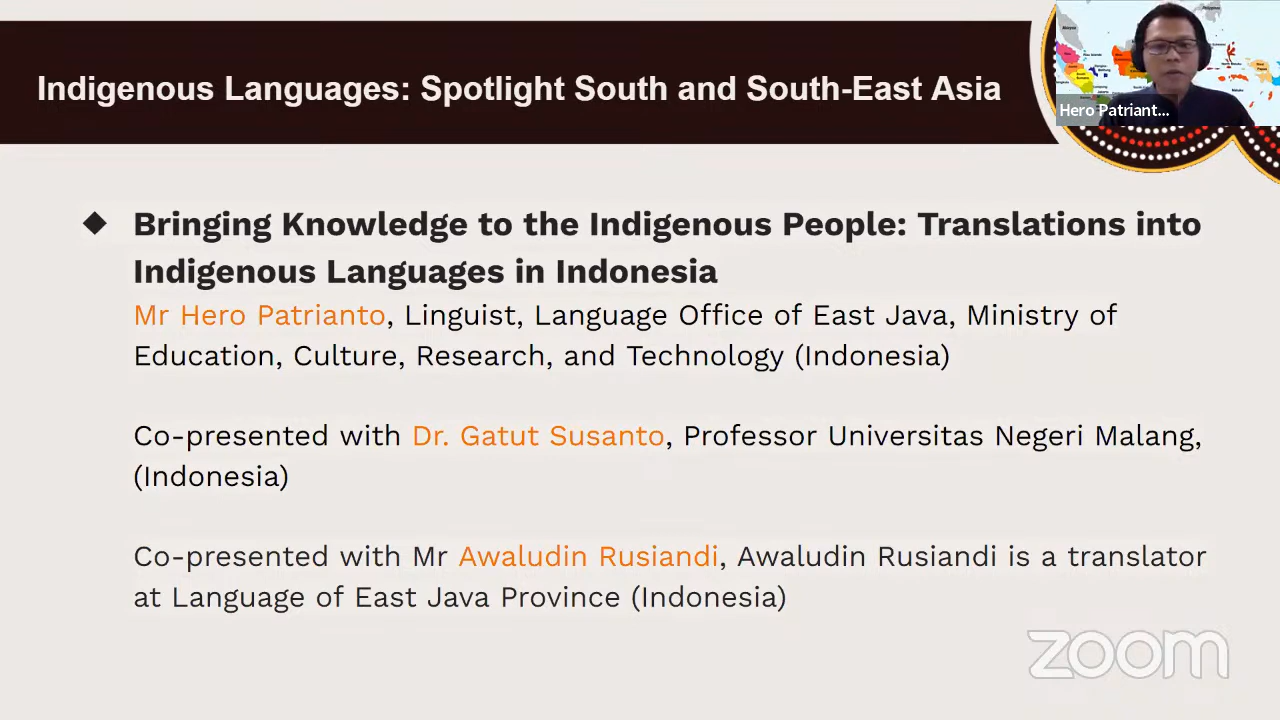 Indigenous Languages: Spotlight South and South-East Asia
Hero Patriant...
◆ Bringing Knowledge to the Indigenous People: Translations into
Indigenous Languages in Indonesia
Mr Hero Patrianto, Linguist, Language Office of East Java, Ministry of
Education, Culture, Research, and Technology (Indonesia)
Co-presented with Dr. Gatut Susanto, Professor Universitas Negeri Malang,
(Indonesia)
Co-presented with Mr Awaludin Rusiandi, Awaludin Rusiandi is a translator
at Language of East Java Province (Indonesia)
zoom